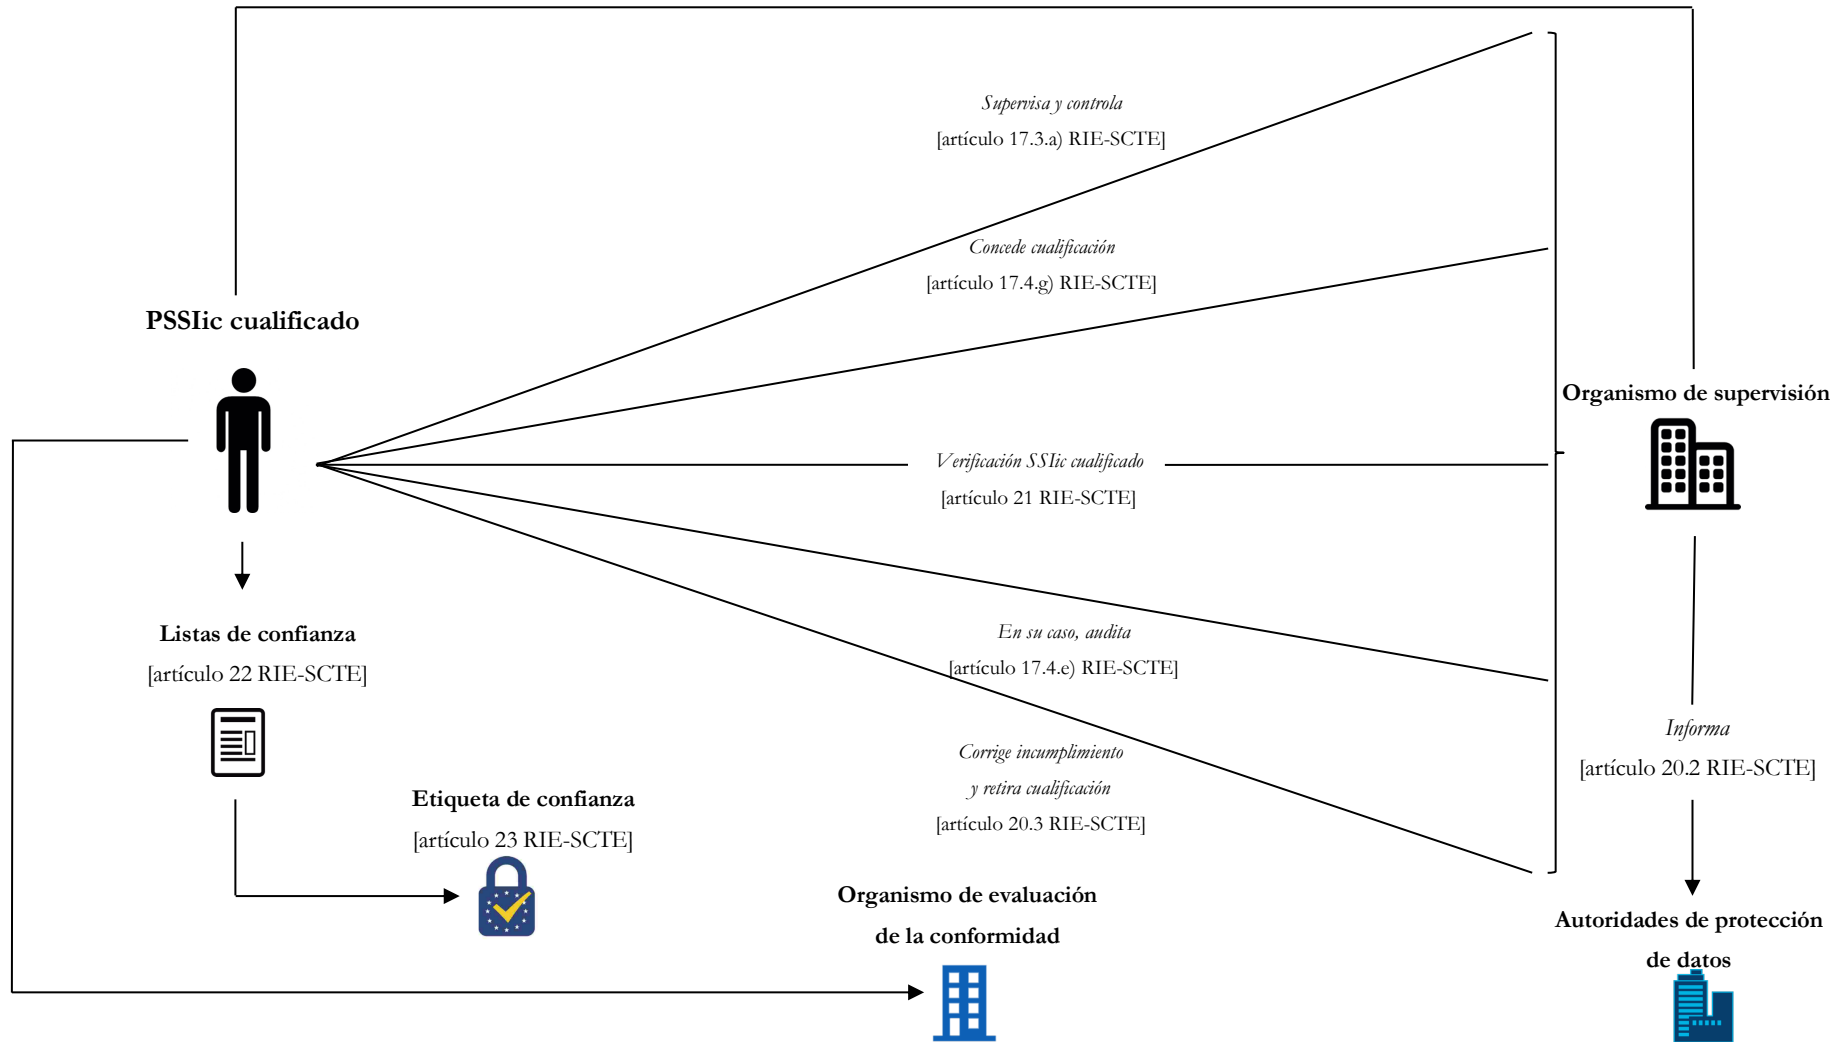 Supervisa y controla
[artículo 17.3.a) RIE-SCTE]
Concede cualificación
[artículo 17.4.g) RIE-SCTE]
PSSIic cualificado
Organismo de supervisión
Verificación SSIic cualificado
[artículo 21 RIE-SCTE]
Listas de confianza
[artículo 22 RIE-SCTE]
En su caso, audita
[artículo 17.4.e) RIE-SCTE]
Informa
[artículo 20.2 RIE-SCTE]
Corrige incumplimiento
y retira cualificación
[artículo 20.3 RIE-SCTE]
Etiqueta de confianza
[artículo 23 RIE-SCTE]
Organismo de evaluación
de la conformidad
Autoridades de protección
de datos